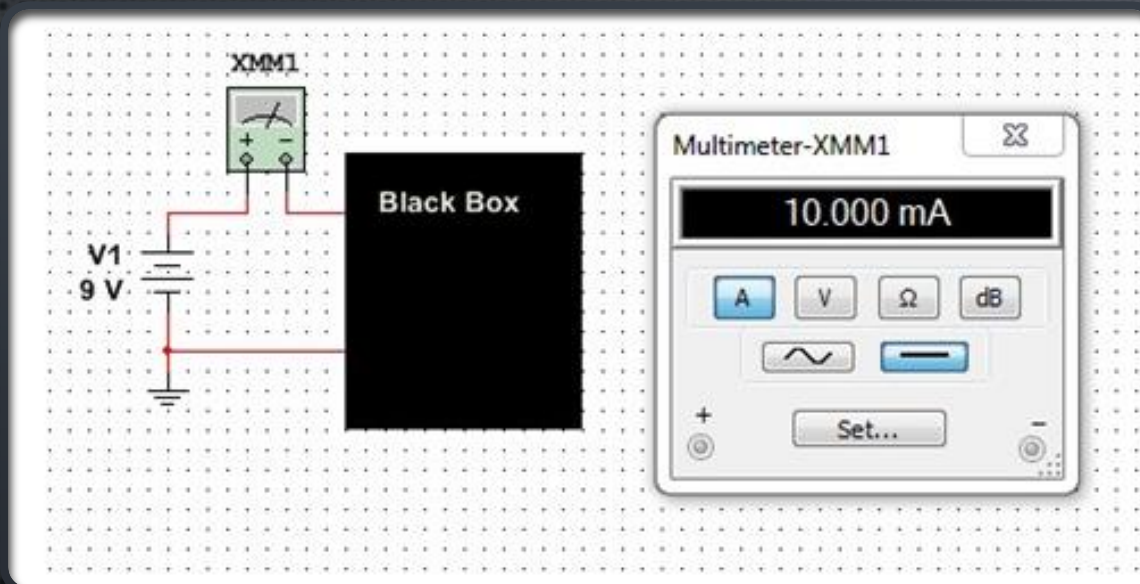 XMM1
+ −
Black Box
V1
9 V
Multimeter-XMM1
10.000 mA
A V Ω dB
+ Set... −